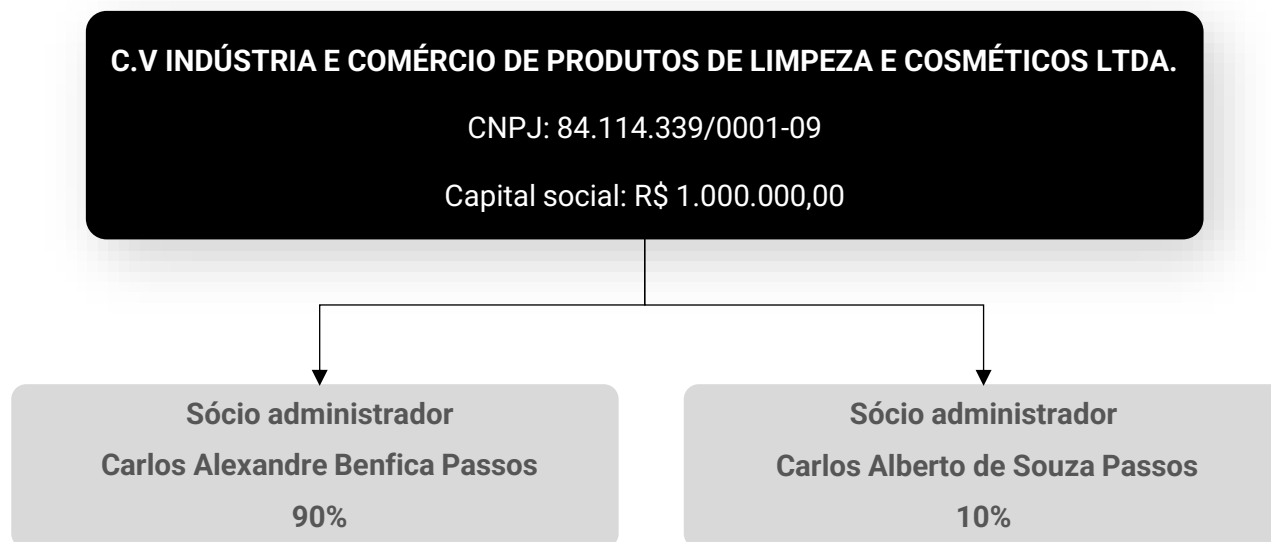 C.V INDÚSTRIA E COMÉRCIO DE PRODUTOS DE LIMPEZA E COSMÉTICOS LTDA.
CNPJ: 84.114.339/0001-09
Capital social: R$ 1.000.000,00
Sócio administrador
Carlos Alexandre Benfica Passos
90%
Sócio administrador
Carlos Alberto de Souza Passos
10%